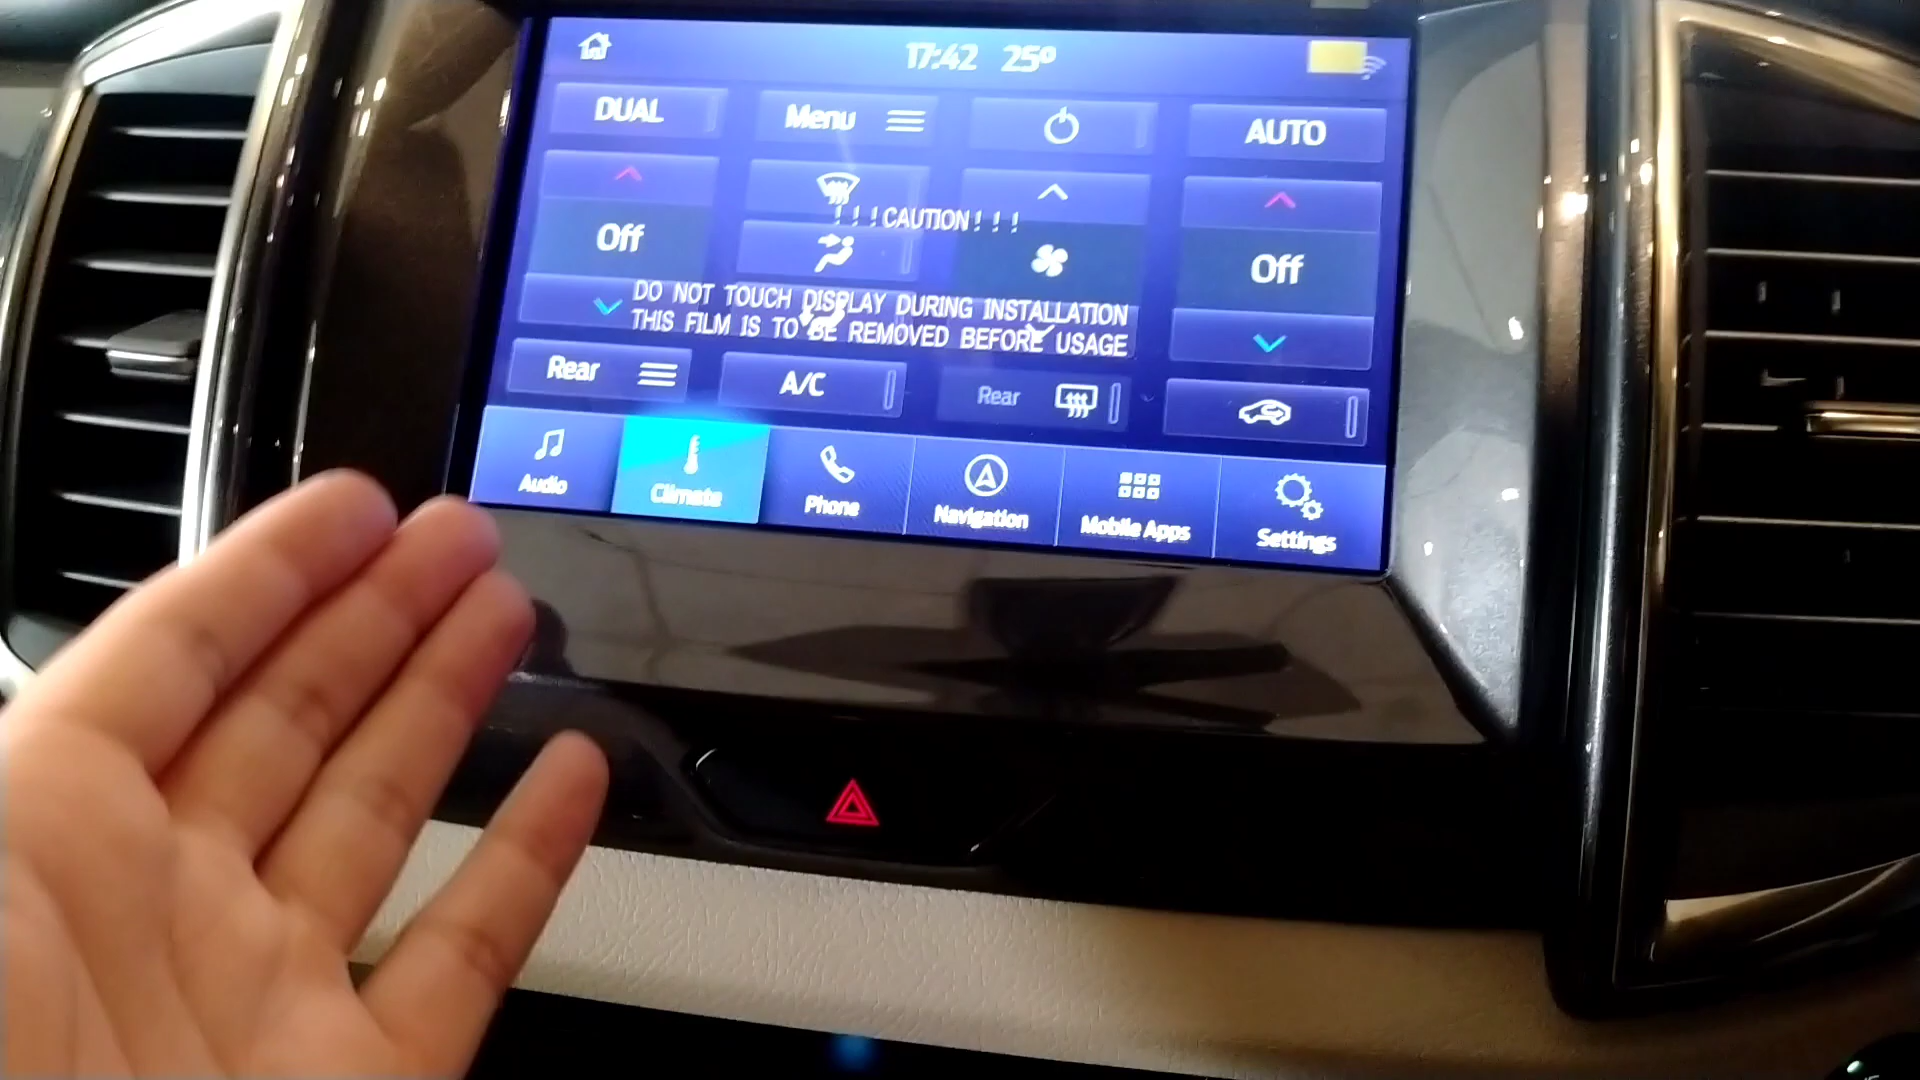 17:42 25º
DUAL Menu AUTO
!!!CAUTION!!!
Off Off
DO NOT TOUCH DISPLAY DURING INSTALLATION
THIS FILM IS TO BE REMOVED BEFORE USAGE
Rear A/C Rear
Audio Climate Phone Navigation Mobile Apps Settings